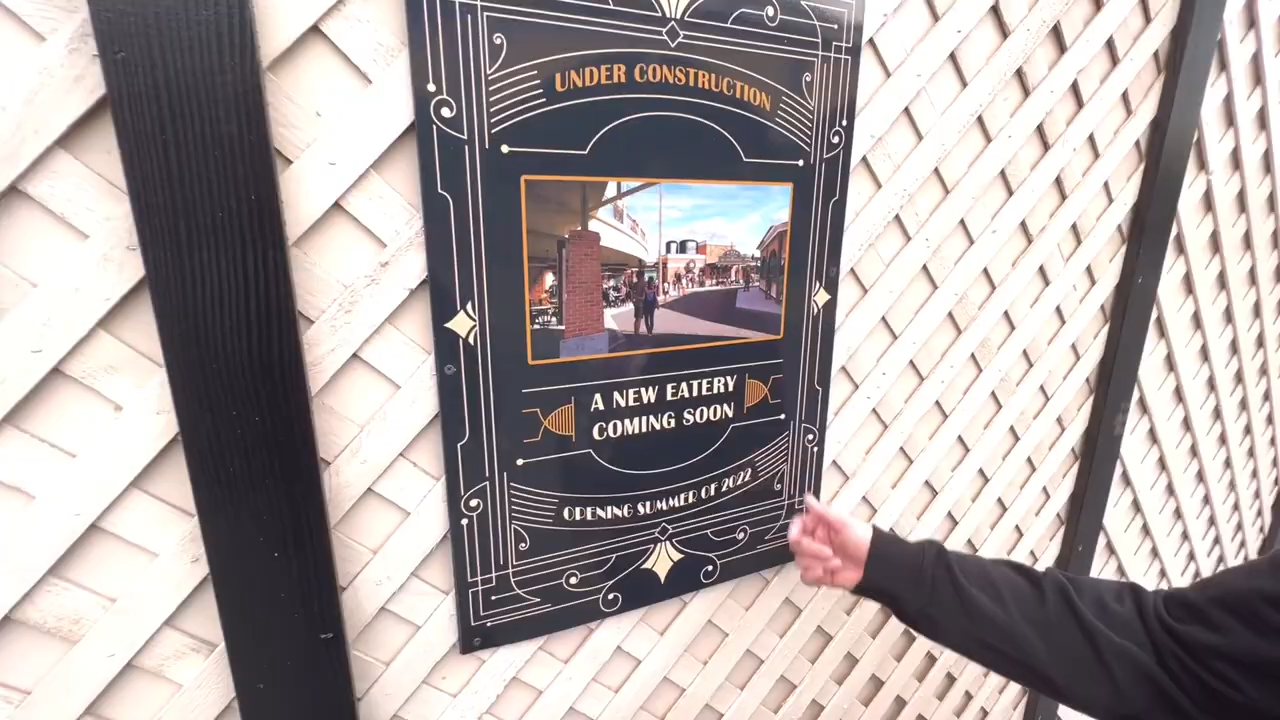 UNDER CONSTRUCTION
A NEW EATERY
COMING SOON
OPENING SUMMER OF 2022